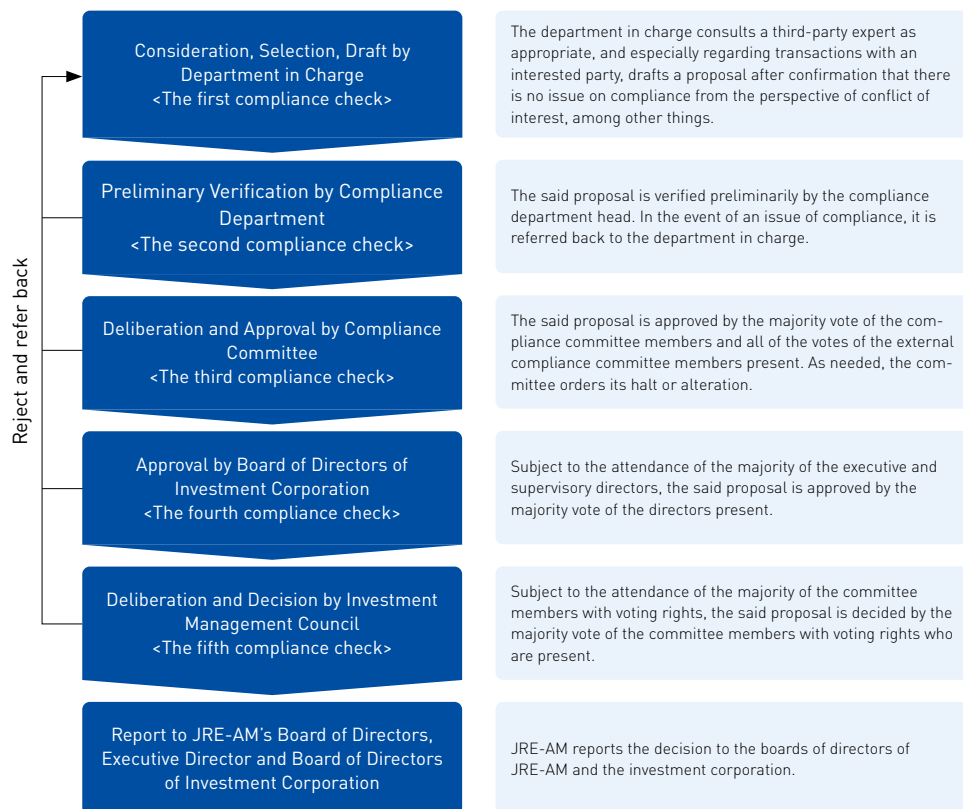 Reject and refer back
Consideration, Selection, Draft by
Department in Charge
<The first compliance check>
The department in charge consults a third-party expert as
appropriate, and especially regarding transactions with an
interested party, drafts a proposal after confirmation that there
is no issue on compliance from the perspective of conflict of
interest, among other things.
Preliminary Verification by Compliance
Department
<The second compliance check>
The said proposal is verified preliminarily by the compliance
department head. In the event of an issue of compliance, it is
referred back to the department in charge.
Deliberation and Approval by Compliance
Committee
<The third compliance check>
The said proposal is approved by the majority vote of the com-
pliance committee members and all of the votes of the external
compliance committee members present. As needed, the com-
mittee orders its halt or alteration.
Approval by Board of Directors of
Investment Corporation
<The fourth compliance check>
Subject to the attendance of the majority of the executive and
supervisory directors, the said proposal is approved by the
majority vote of the directors present.
Deliberation and Decision by Investment
Management Council
<The fifth compliance check>
Subject to the attendance of the majority of the committee
members with voting rights, the said proposal is decided by the
majority vote of the committee members with voting rights who
are present.
Report to JRE-AM’s Board of Directors,
Executive Director and Board of Directors
of Investment Corporation
JRE-AM reports the decision to the boards of directors of
JRE-AM and the investment corporation.